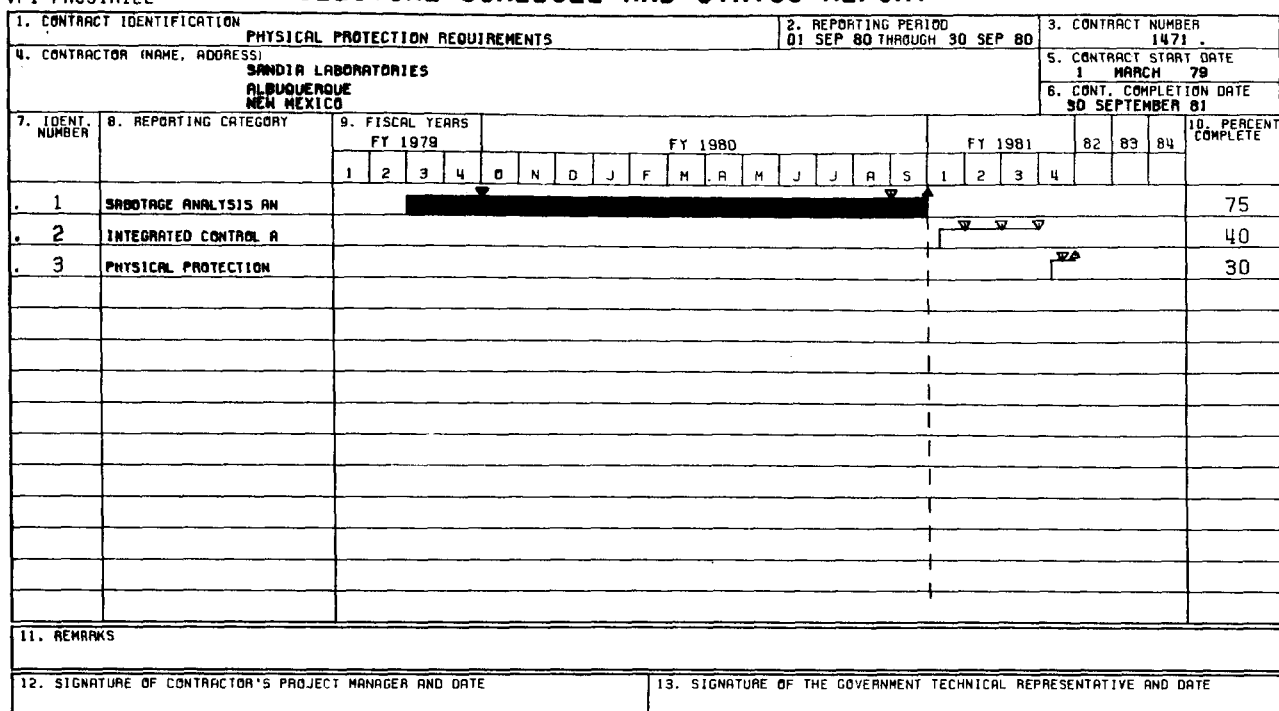 SCHEDULE AND STATUS REPORT
1. CONTRACT IDENTIFICATION
PHYSICAL PROTECTION REQUIREMENTS
2. REPORTING PERIOD
01 SEP 80 THROUGH 30 SEP 80
3. CONTRACT NUMBER
1471 .
4. CONTRACTOR (NAME, ADDRESS)
SANDIA LABORATORIES
ALBUQUERQUE
NEW MEXICO
5. CONTRACT START DATE
1 MARCH 79
6. CONT. COMPLETION DATE
30 SEPTEMBER 81
7. IDENT. NUMBER
8. REPORTING CATEGORY
9. FISCAL YEARS
10. PERCENT COMPLETE
FY 1979 FY 1980 FY 1981 82 83 84
1 2 3 4 O N D J F M A M J J A S 1 2 3 4
1 SABOTAGE ANALYSIS AN 75
2 INTEGRATED CONTROL A 40
3 PHYSICAL PROTECTION 30
11. REMARKS
12. SIGNATURE OF CONTRACTOR'S PROJECT MANAGER AND DATE
13. SIGNATURE OF THE GOVERNMENT TECHNICAL REPRESENTATIVE AND DATE